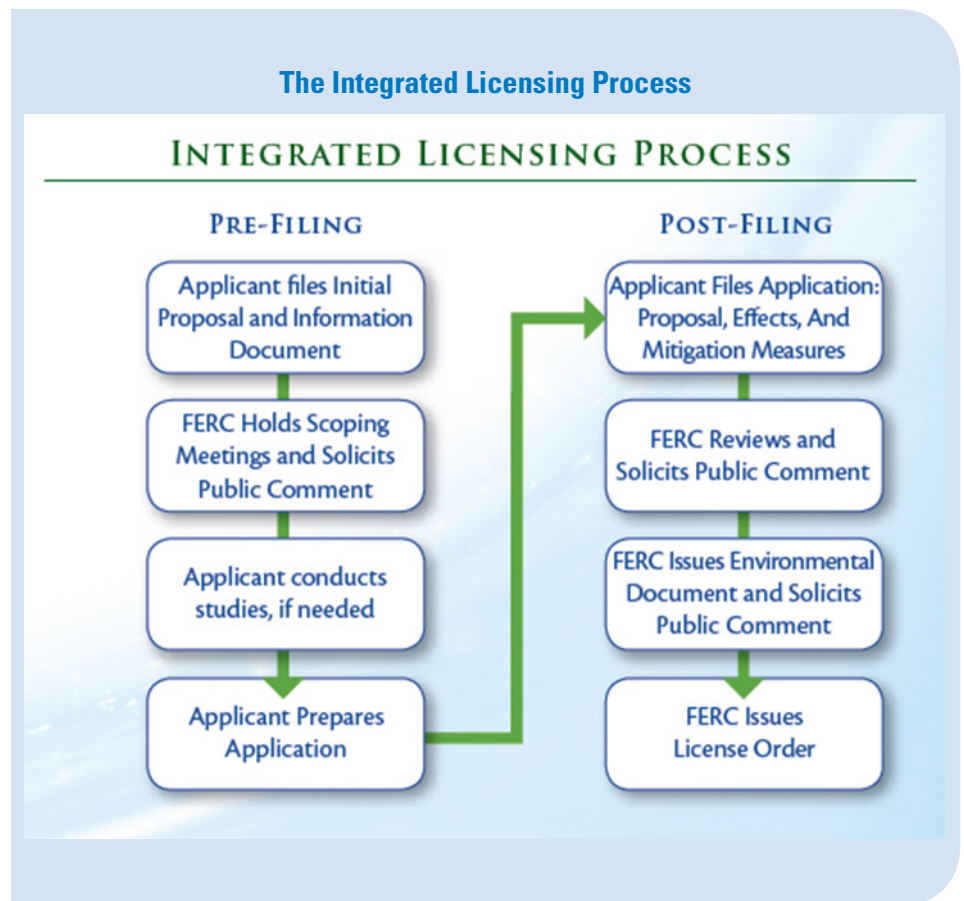 The Integrated Licensing Process
INTEGRATED LICENSING PROCESS
PRE-FILING
Applicant files Initial
Proposal and Information
Document
FERC Holds Scoping
Meetings and Solicits
Public Comment
Applicant conducts
studies, if needed
Applicant Prepares
Application
POST-FILING
Applicant Files Application:
Proposal, Effects, And
Mitigation Measures
FERC Reviews and
Solicits Public Comment
FERC Issues Environmental
Document and Solicits
Public Comment
FERC Issues
License Order